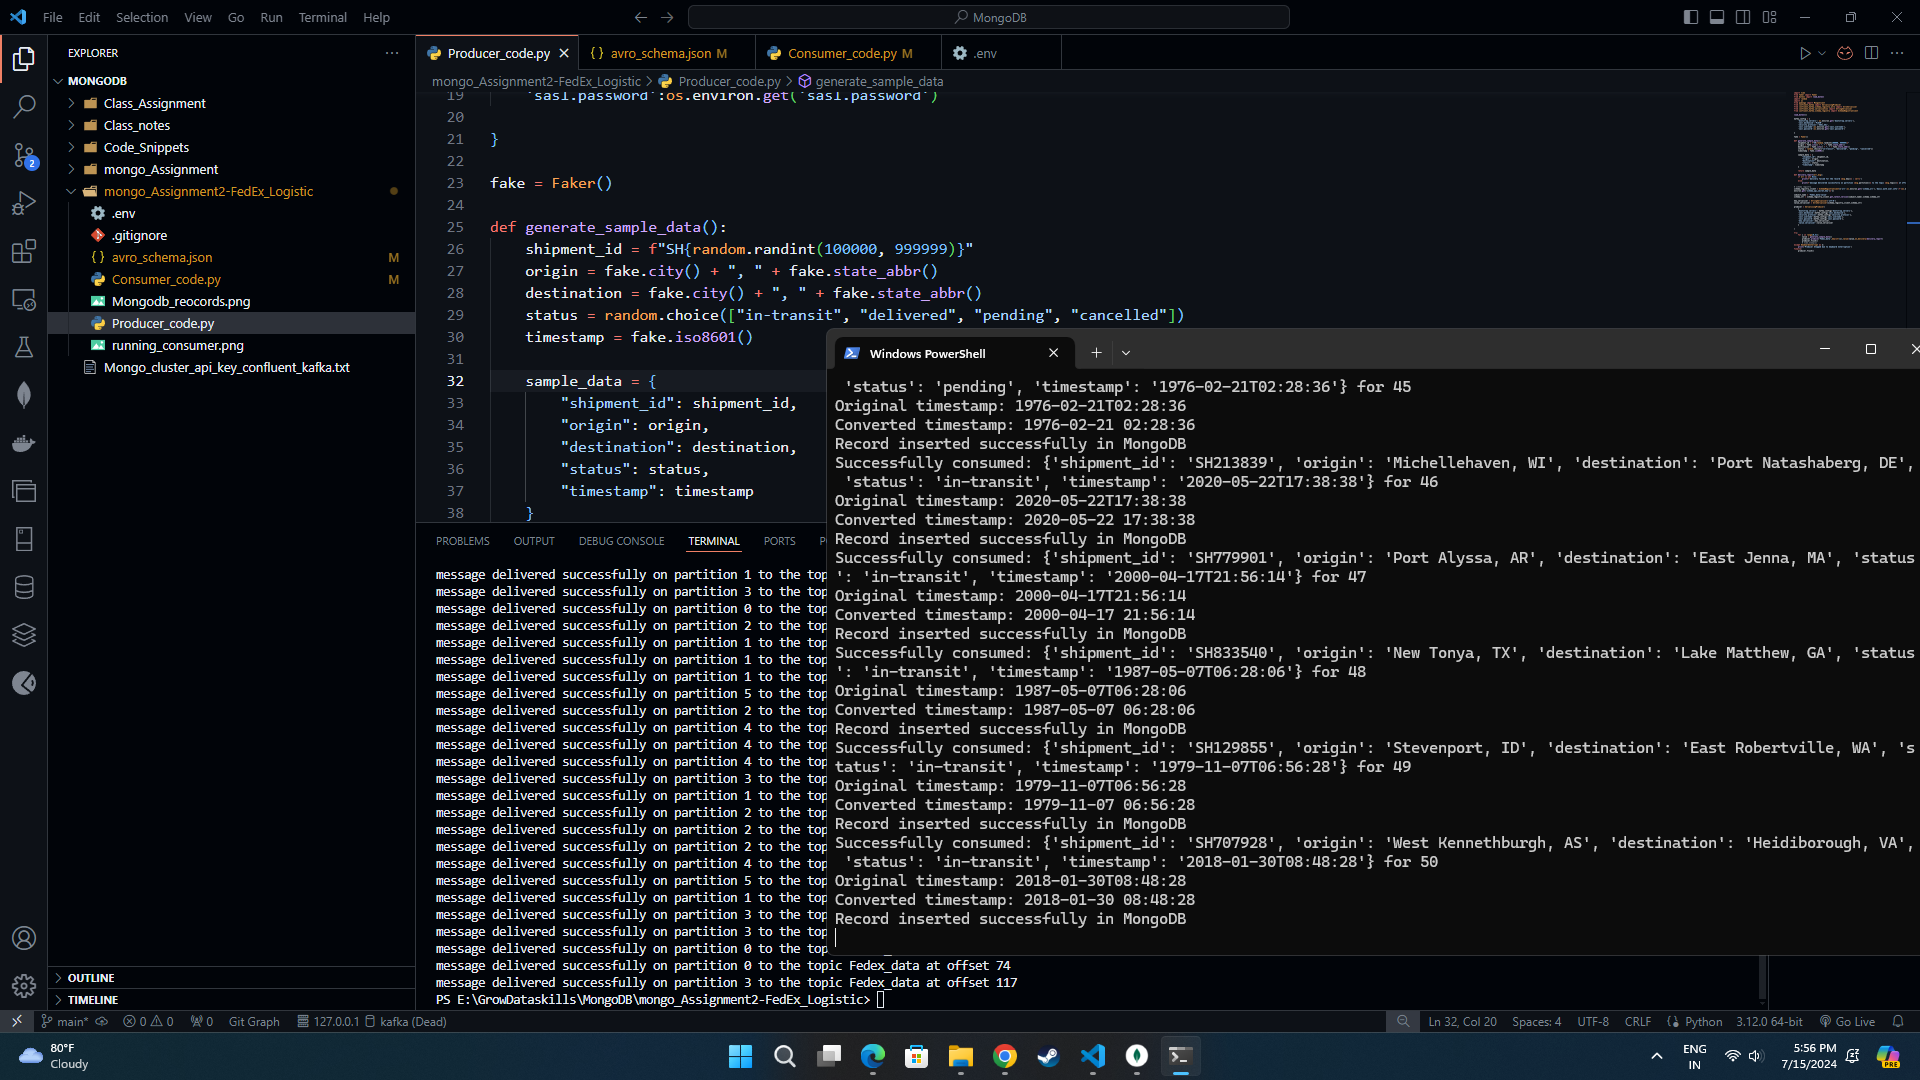 File Edit Selection View Go Run Terminal Help
MongoDB
EXPLORER
MONGODB
Class_Assignment
Class_notes
Code_Snippets
mongo_Assignment
mongo_Assignment2-FedEx_Logistic
.env
.gitignore
avro_schema.json M
Consumer_code.py M
Mongodb_reocords.png
Producer_code.py
running_consumer.png
Mongo_cluster_api_key_confluent_kafka.txt
OUTLINE
TIMELINE
2
Producer_code.py
avro_schema.json M
Consumer_code.py M
.env
mongo_Assignment2-FedEx_Logistic > Producer_code.py > generate_sample_data
19 'sasl.password':os.environ.get('sasl.password')
20
21 }
22
23 fake = Faker()
24
25 def generate_sample_data():
26 shipment_id = f"SH{random.randint(100000, 999999)}"
27 origin = fake.city() + ", " + fake.state_abbr()
28 destination = fake.city() + ", " + fake.state_abbr()
29 status = random.choice(["in-transit", "delivered", "pending", "cancelled"])
30 timestamp = fake.iso8601()
31
32 sample_data = {
33 "shipment_id": shipment_id,
34 "origin": origin,
35 "destination": destination,
36 "status": status,
37 "timestamp": timestamp
38 }
PROBLEMS OUTPUT DEBUG CONSOLE TERMINAL PORTS
message delivered successfully on partition 1 to the top
message delivered successfully on partition 3 to the top
message delivered successfully on partition 0 to the top
message delivered successfully on partition 2 to the top
message delivered successfully on partition 1 to the top
message delivered successfully on partition 1 to the top
message delivered successfully on partition 1 to the top
message delivered successfully on partition 5 to the top
message delivered successfully on partition 2 to the top
message delivered successfully on partition 4 to the top
message delivered successfully on partition 4 to the top
message delivered successfully on partition 4 to the top
message delivered successfully on partition 3 to the top
message delivered successfully on partition 1 to the top
message delivered successfully on partition 2 to the top
message delivered successfully on partition 2 to the top
message delivered successfully on partition 2 to the top
message delivered successfully on partition 4 to the top
message delivered successfully on partition 5 to the top
message delivered successfully on partition 1 to the top
message delivered successfully on partition 3 to the top
message delivered successfully on partition 3 to the top
message delivered successfully on partition 0 to the top
message delivered successfully on partition 0 to the topic Fedex_data at offset 74
message delivered successfully on partition 3 to the topic Fedex_data at offset 117
PS E:\GrowDataskills\MongoDB\mongo_Assignment2-FedEx_Logistic>
Windows PowerShell
'status': 'pending', 'timestamp': '1976-02-21T02:28:36'} for 45
Original timestamp: 1976-02-21T02:28:36
Converted timestamp: 1976-02-21 02:28:36
Record inserted successfully in MongoDB
Successfully consumed: {'shipment_id': 'SH213839', 'origin': 'Michellehaven, WI', 'destination': 'Port Natashaberg, DE',
'status': 'in-transit', 'timestamp': '2020-05-22T17:38:38'} for 46
Original timestamp: 2020-05-22T17:38:38
Converted timestamp: 2020-05-22 17:38:38
Record inserted successfully in MongoDB
Successfully consumed: {'shipment_id': 'SH779901', 'origin': 'Port Alyssa, AR', 'destination': 'East Jenna, MA', 'status
': 'in-transit', 'timestamp': '2000-04-17T21:56:14'} for 47
Original timestamp: 2000-04-17T21:56:14
Converted timestamp: 2000-04-17 21:56:14
Record inserted successfully in MongoDB
Successfully consumed: {'shipment_id': 'SH833540', 'origin': 'New Tonya, TX', 'destination': 'Lake Matthew, GA', 'status
': 'in-transit', 'timestamp': '1987-05-07T06:28:06'} for 48
Original timestamp: 1987-05-07T06:28:06
Converted timestamp: 1987-05-07 06:28:06
Record inserted successfully in MongoDB
Successfully consumed: {'shipment_id': 'SH129855', 'origin': 'Stevenport, ID', 'destination': 'East Robertville, WA', 's
tatus': 'in-transit', 'timestamp': '1979-11-07T06:56:28'} for 49
Original timestamp: 1979-11-07T06:56:28
Converted timestamp: 1979-11-07 06:56:28
Record inserted successfully in MongoDB
Successfully consumed: {'shipment_id': 'SH707928', 'origin': 'West Kennethburgh, AS', 'destination': 'Heidiborough, VA',
'status': 'in-transit', 'timestamp': '2018-01-30T08:48:28'} for 50
Original timestamp: 2018-01-30T08:48:28
Converted timestamp: 2018-01-30 08:48:28
Record inserted successfully in MongoDB
main* 0 0 0 Git Graph 127.0.0.1 kafka (Dead)
Ln 32, Col 20 Spaces: 4 UTF-8 CRLF Python 3.12.0 64-bit Go Live
80°F
Cloudy
ENG
IN
5:56 PM
7/15/2024
PRE